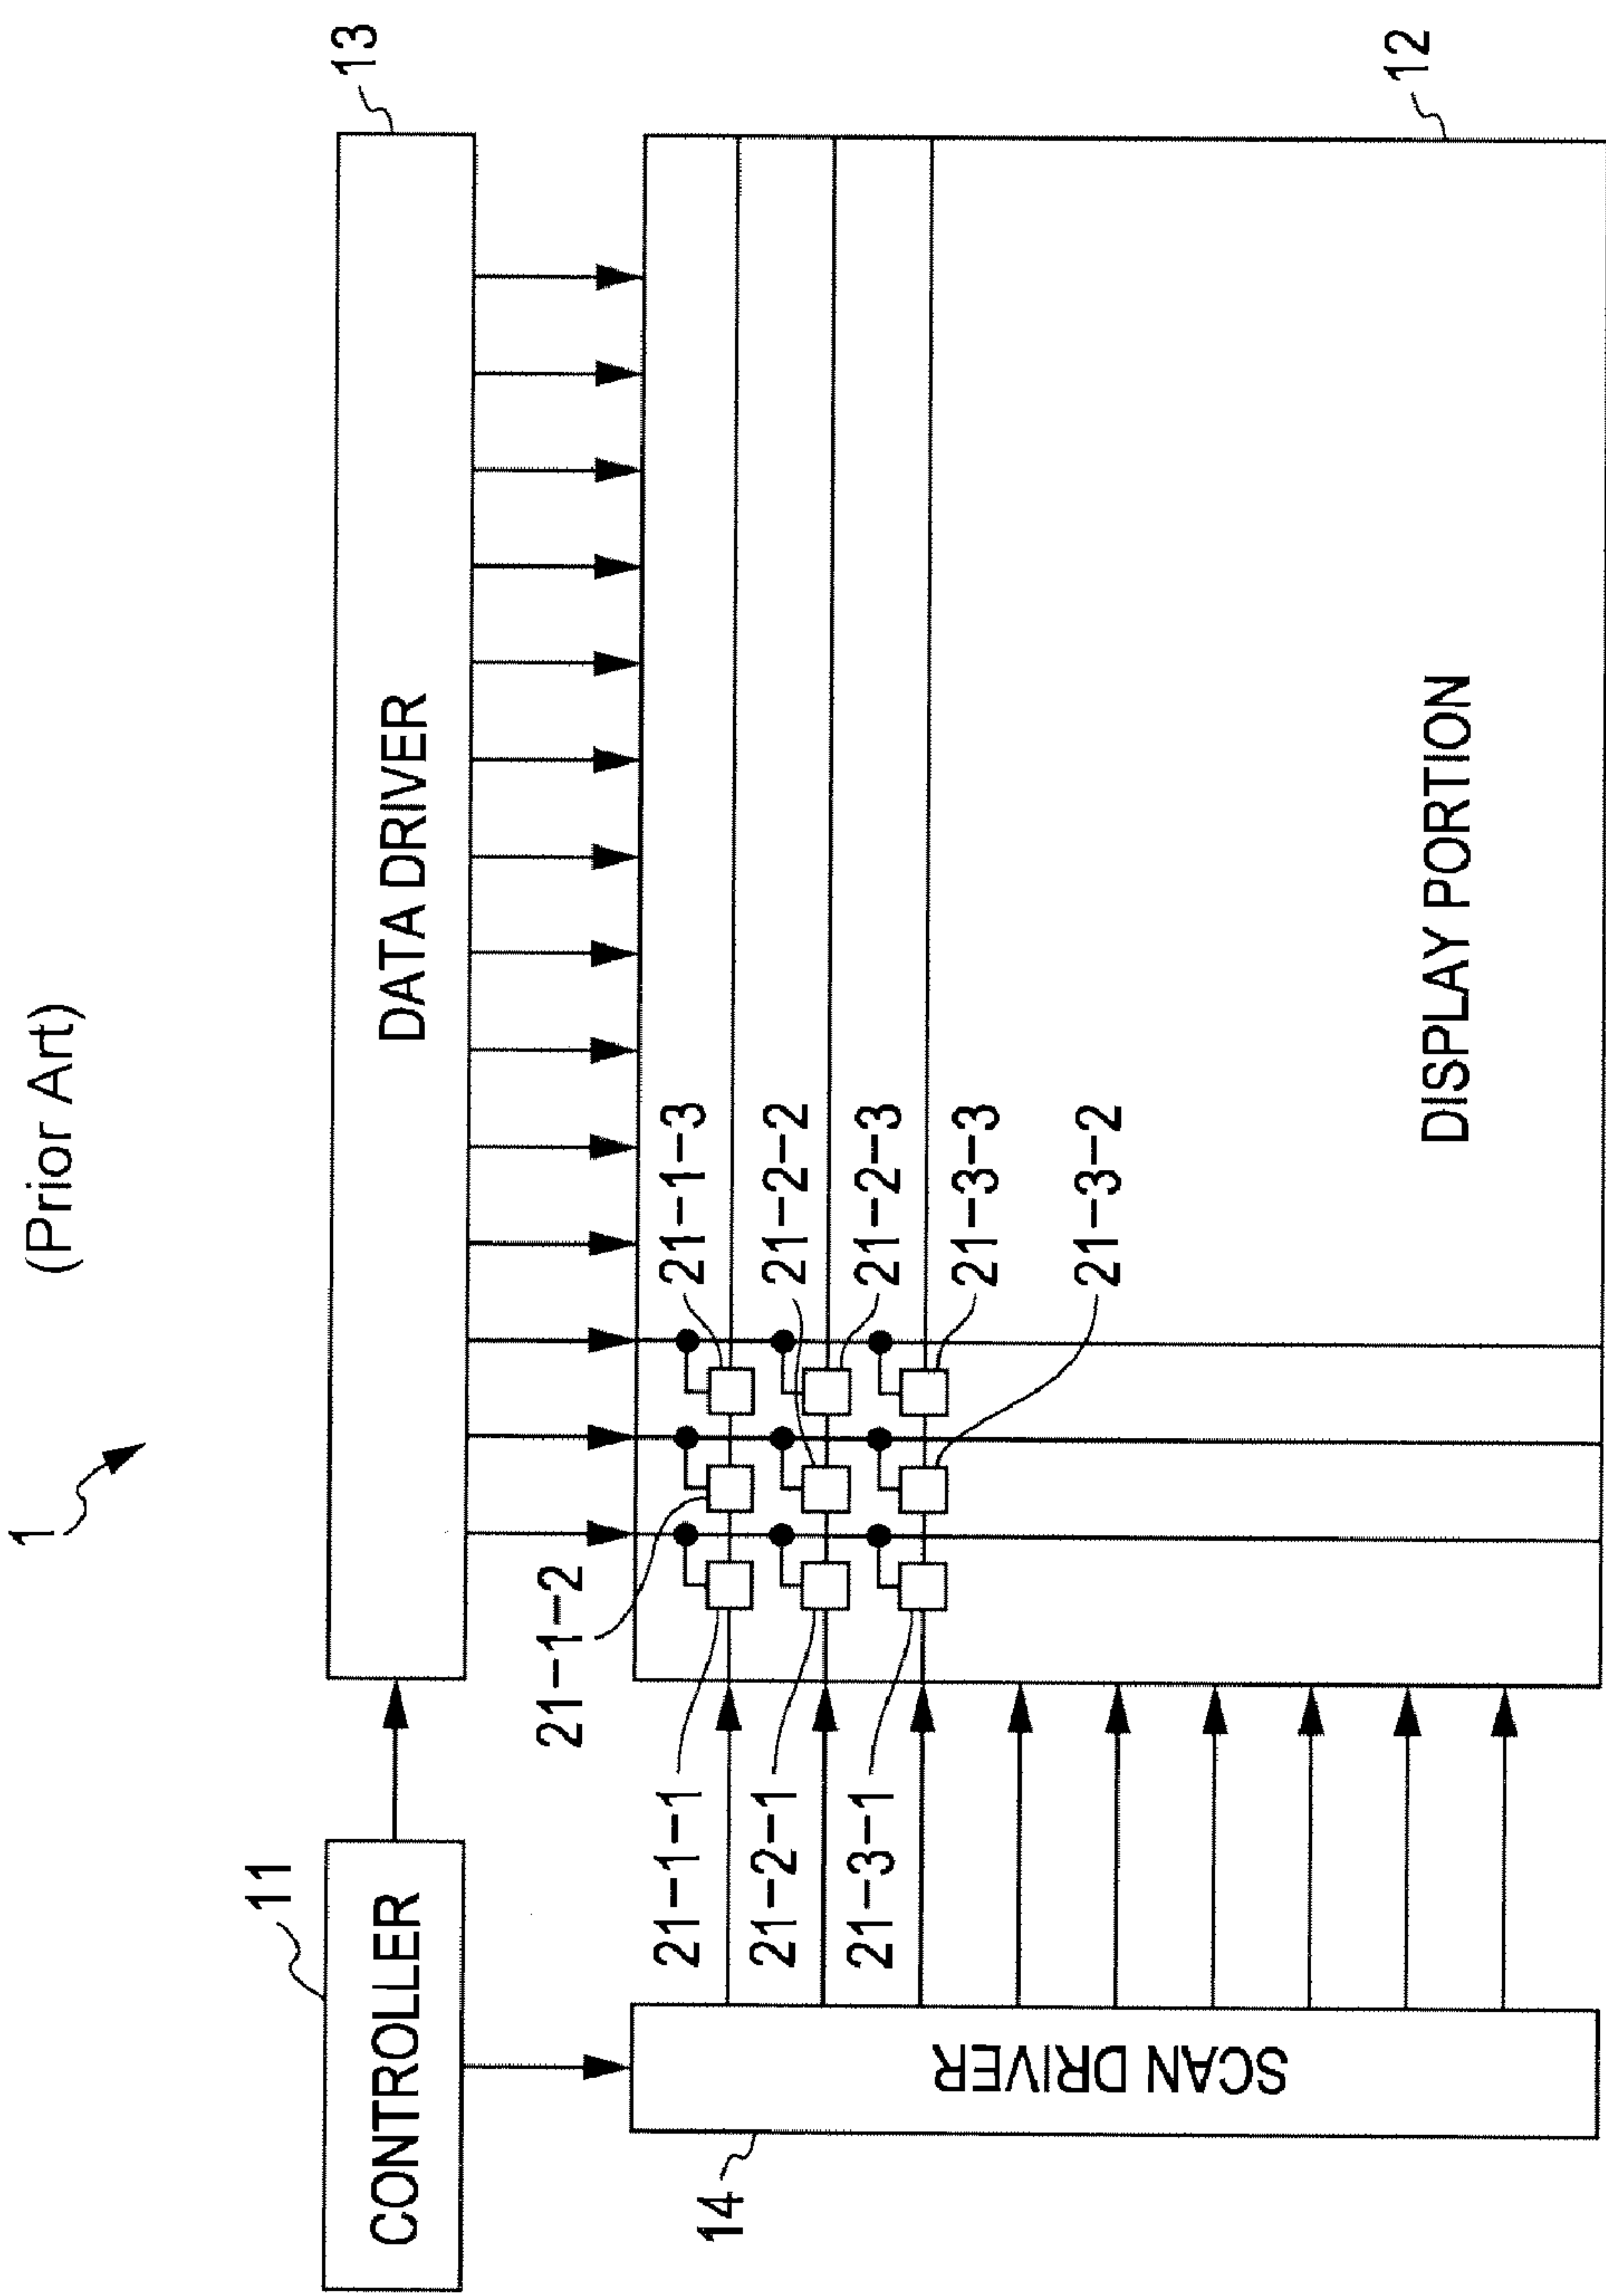 (Prior Art)
1
13
DATA DRIVER
11
CONTROLLER
21-1-2
21-1-3
21-2-2
21-2-3
21-3-3
21-3-2
21-1-1
21-2-1
21-3-1
SCAN DRIVER
14
DISPLAY PORTION
12